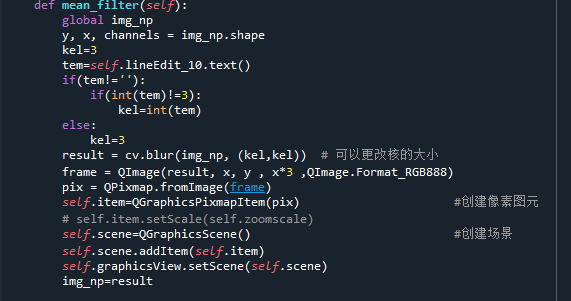 def mean_filter(self):
global img_np
y, x, channels = img_np.shape
kel=3
tem=self.lineEdit_10.text()
if(tem!=''):
if(int(tem)!=3):
kel=int(tem)
else:
kel=3
result = cv.blur(img_np, (kel,kel))  # 可以更改核的大小
frame = QImage(result, x, y , x*3 ,QImage.Format_RGB888)
pix = QPixmap.fromImage(frame)
self.item=QGraphicsPixmapItem(pix) #创建像素图元
# self.item.setScale(self.zoomscale)
self.scene=QGraphicsScene() #创建场景
self.scene.addItem(self.item)
self.graphicsView.setScene(self.scene)
img_np=result